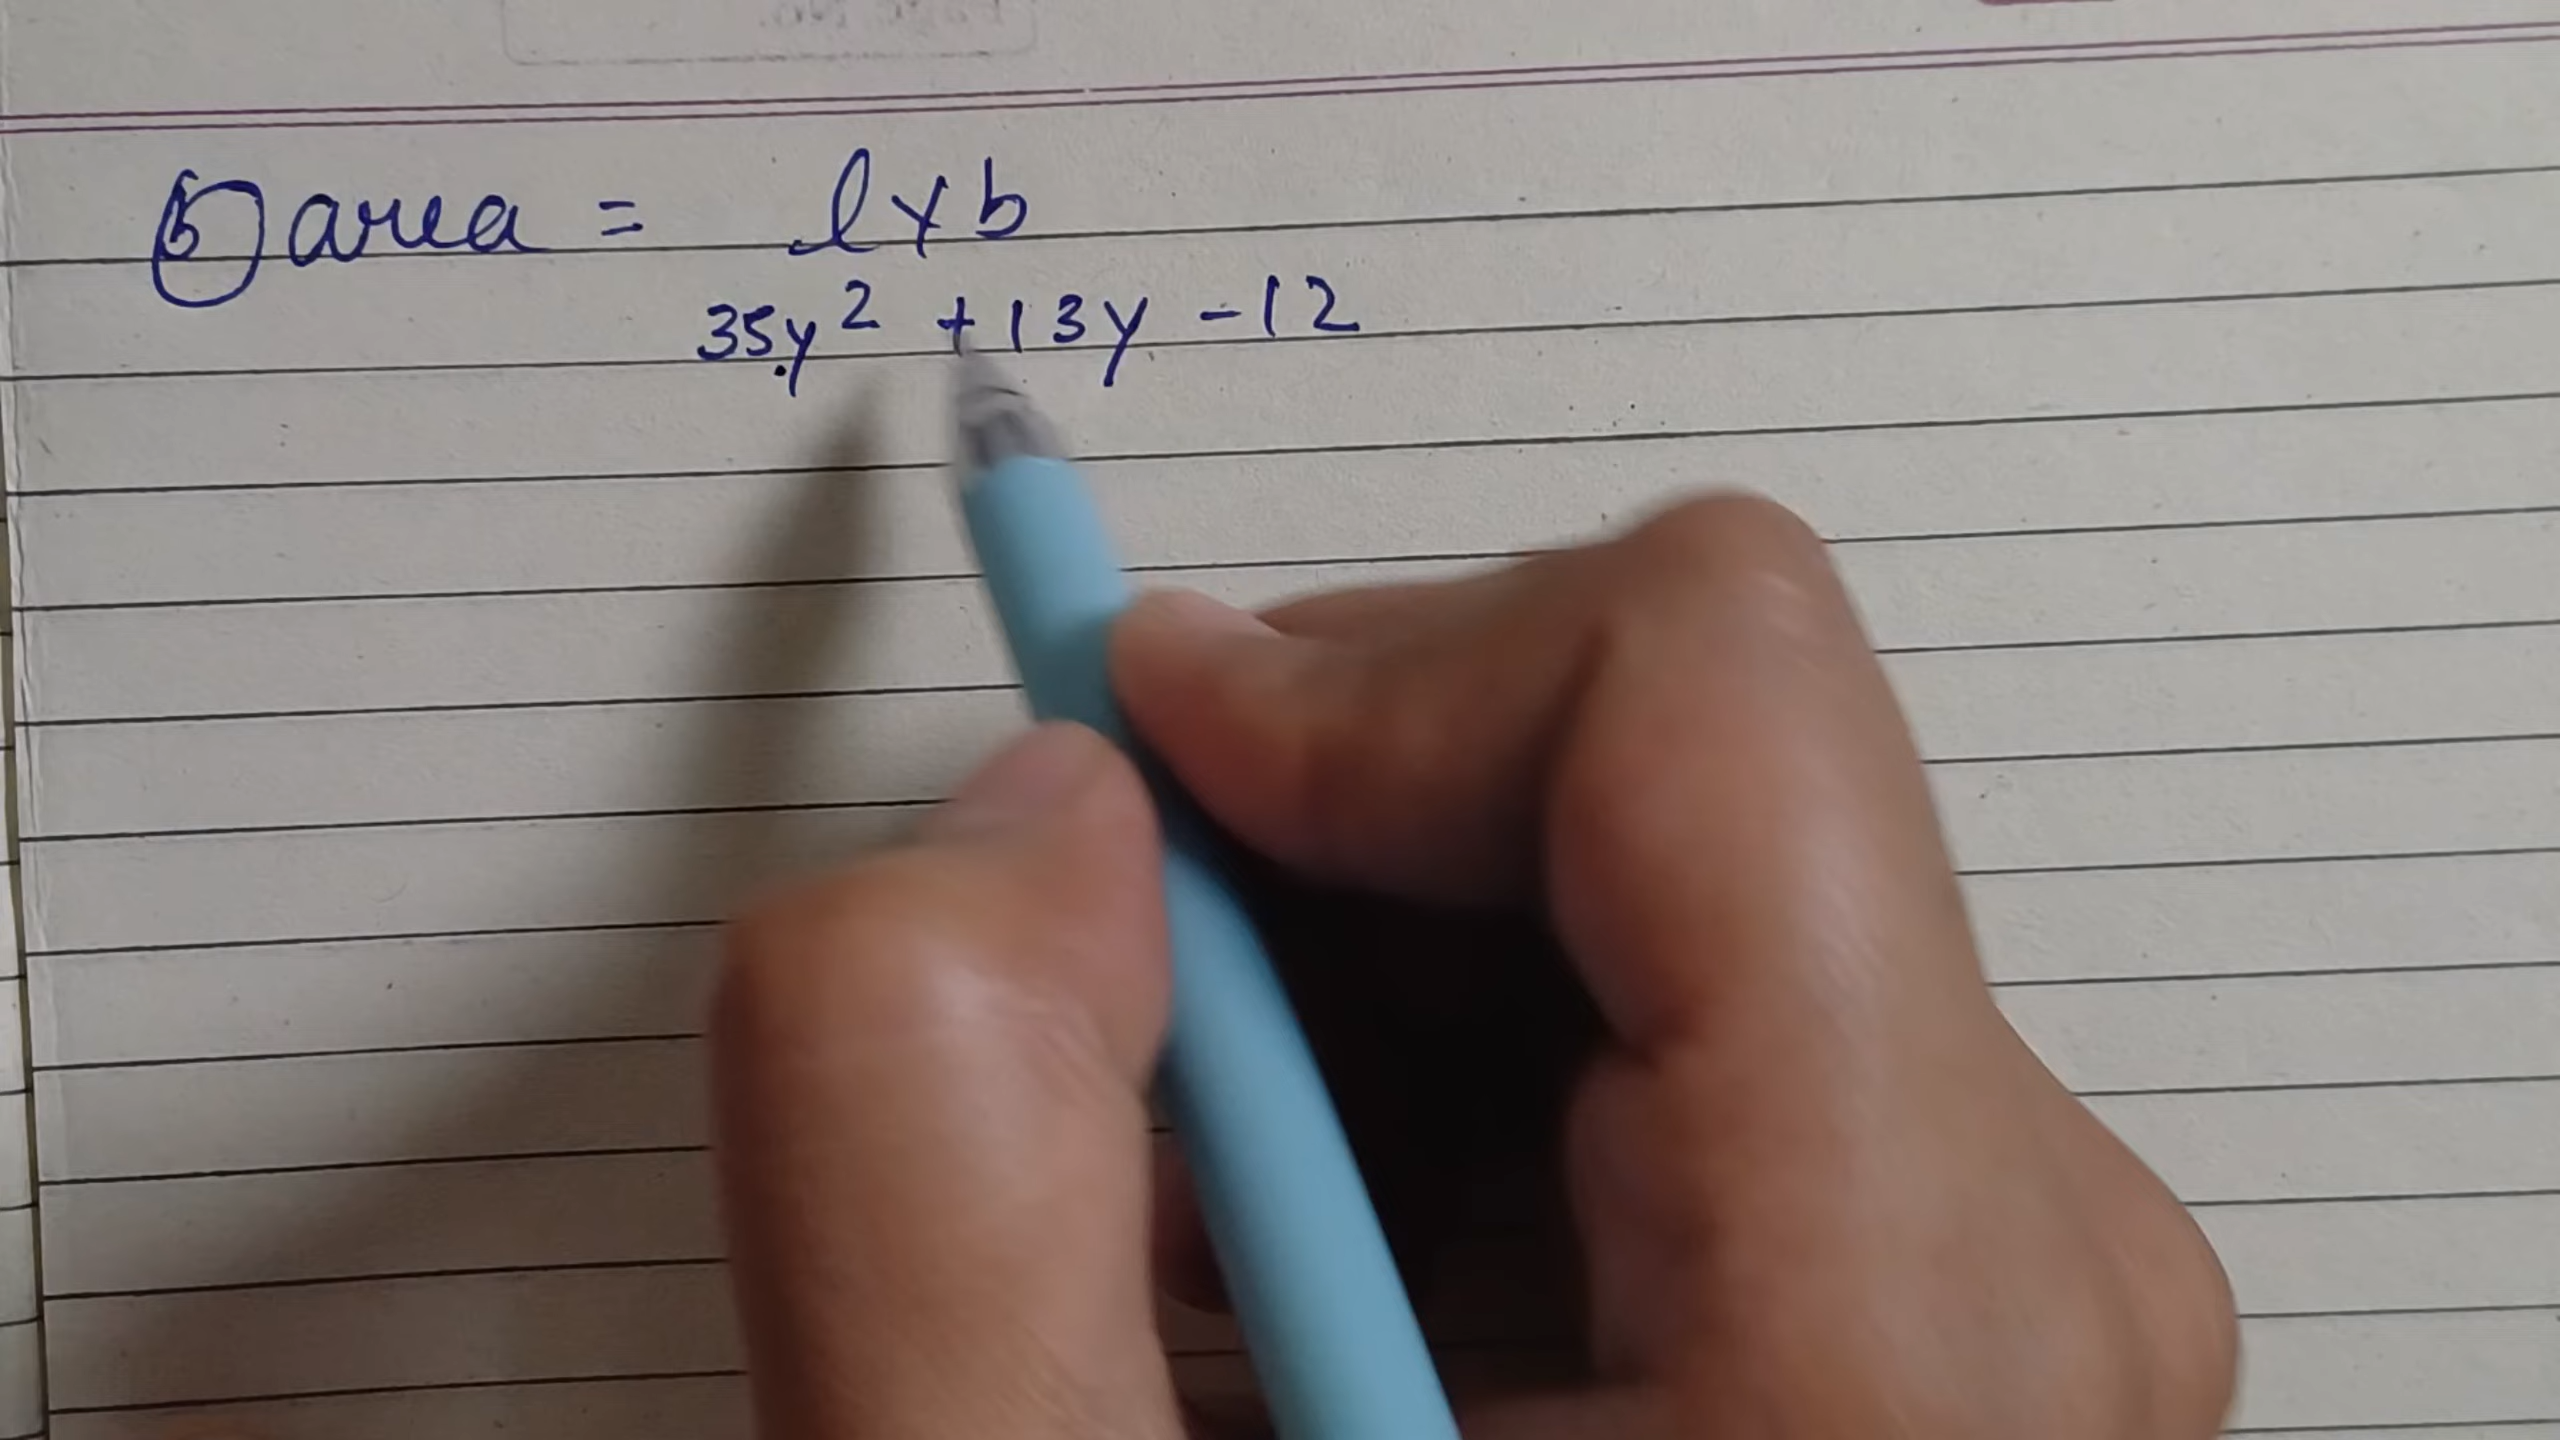 b area = l×b
35y² +13y -12